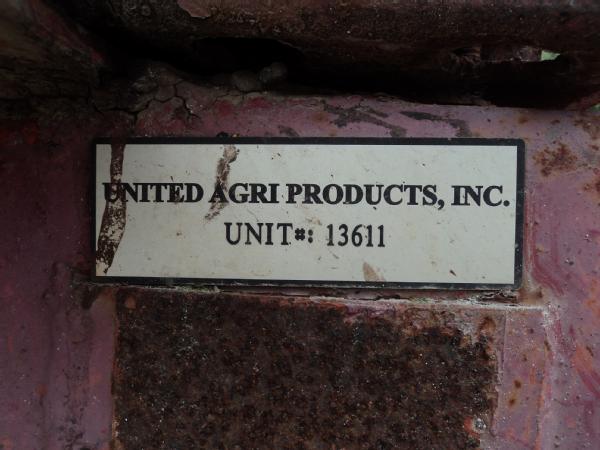 UNITED AGRI PRODUCTS, INC.
UNIT#: 13611